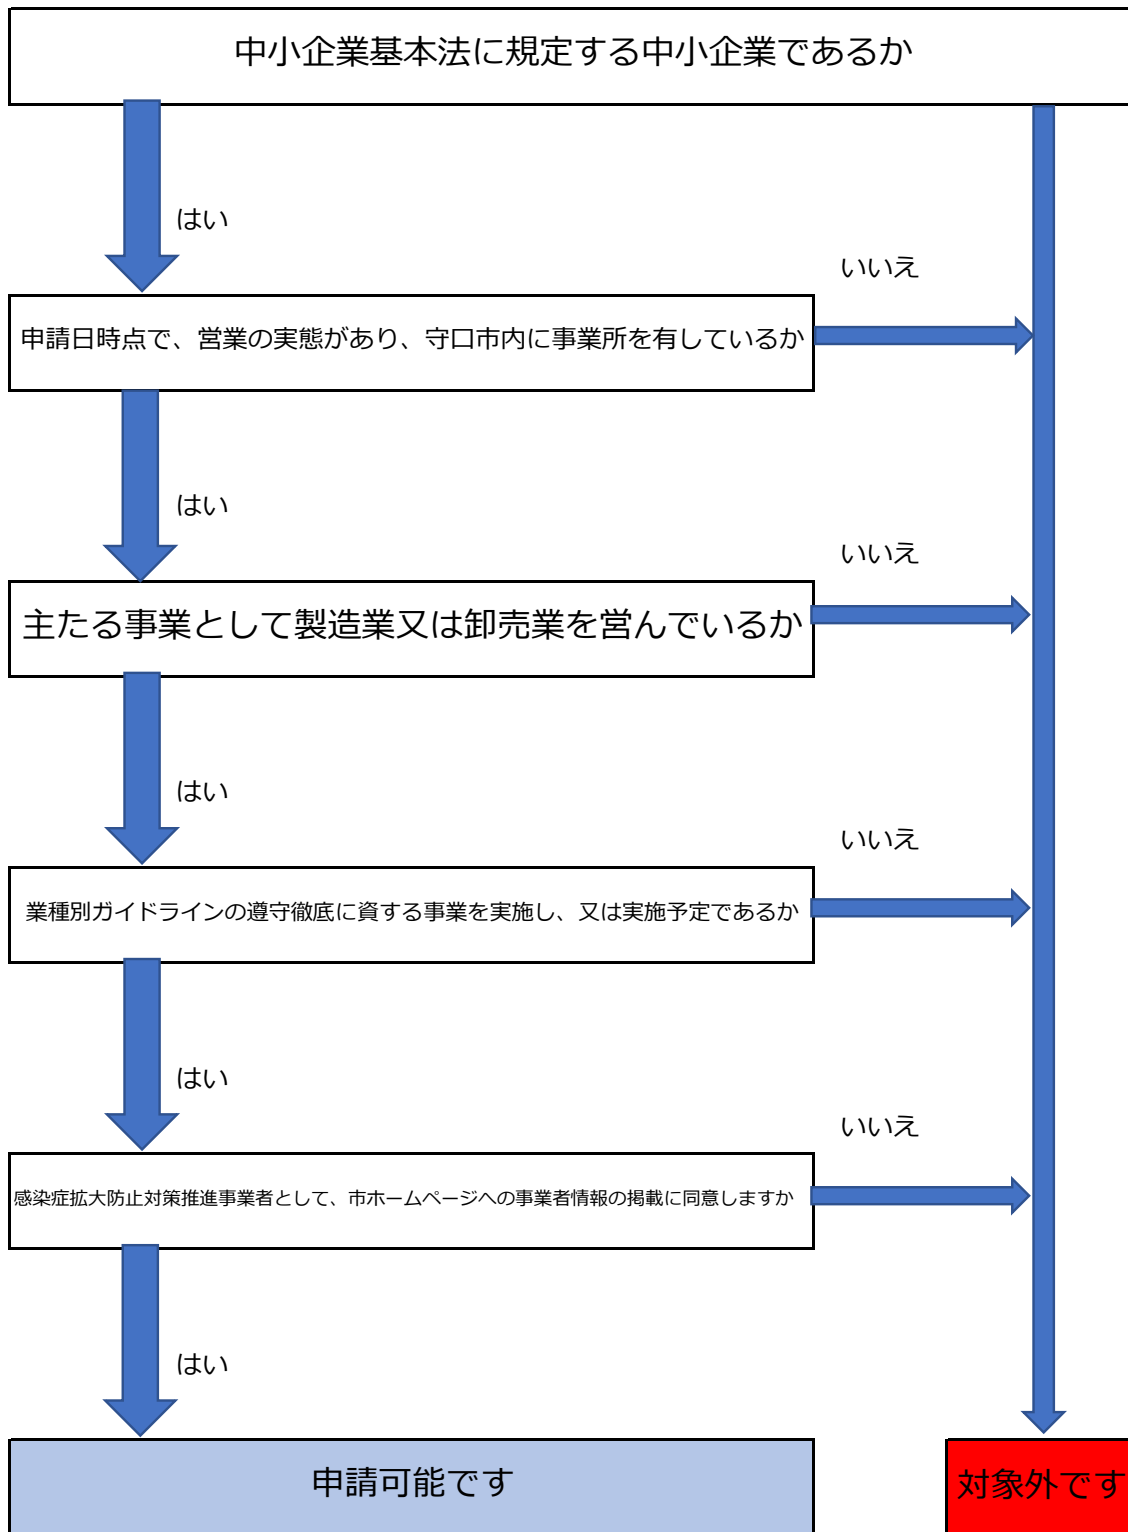 中小企業基本法に規定する中小企業であるか
はい
いいえ
申請日時点で、営業の実態があり、守口市内に事業所を有しているか
はい
いいえ
主たる事業として製造業又は卸売業を営んでいるか
はい
いいえ
業種別ガイドラインの遵守徹底に資する事業を実施し、又は実施予定であるか
はい
いいえ
感染症拡大防止対策推進事業者として、市ホームページへの事業者情報の掲載に同意しますか
はい
申請可能です
対象外です